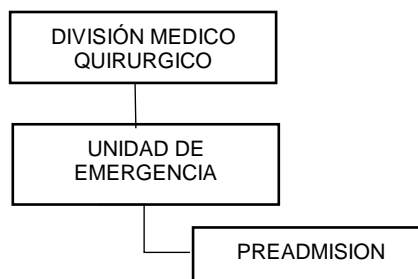 DIVISIÓN MEDICO
QUIRURGICO
UNIDAD DE
EMERGENCIA
PREADMISION